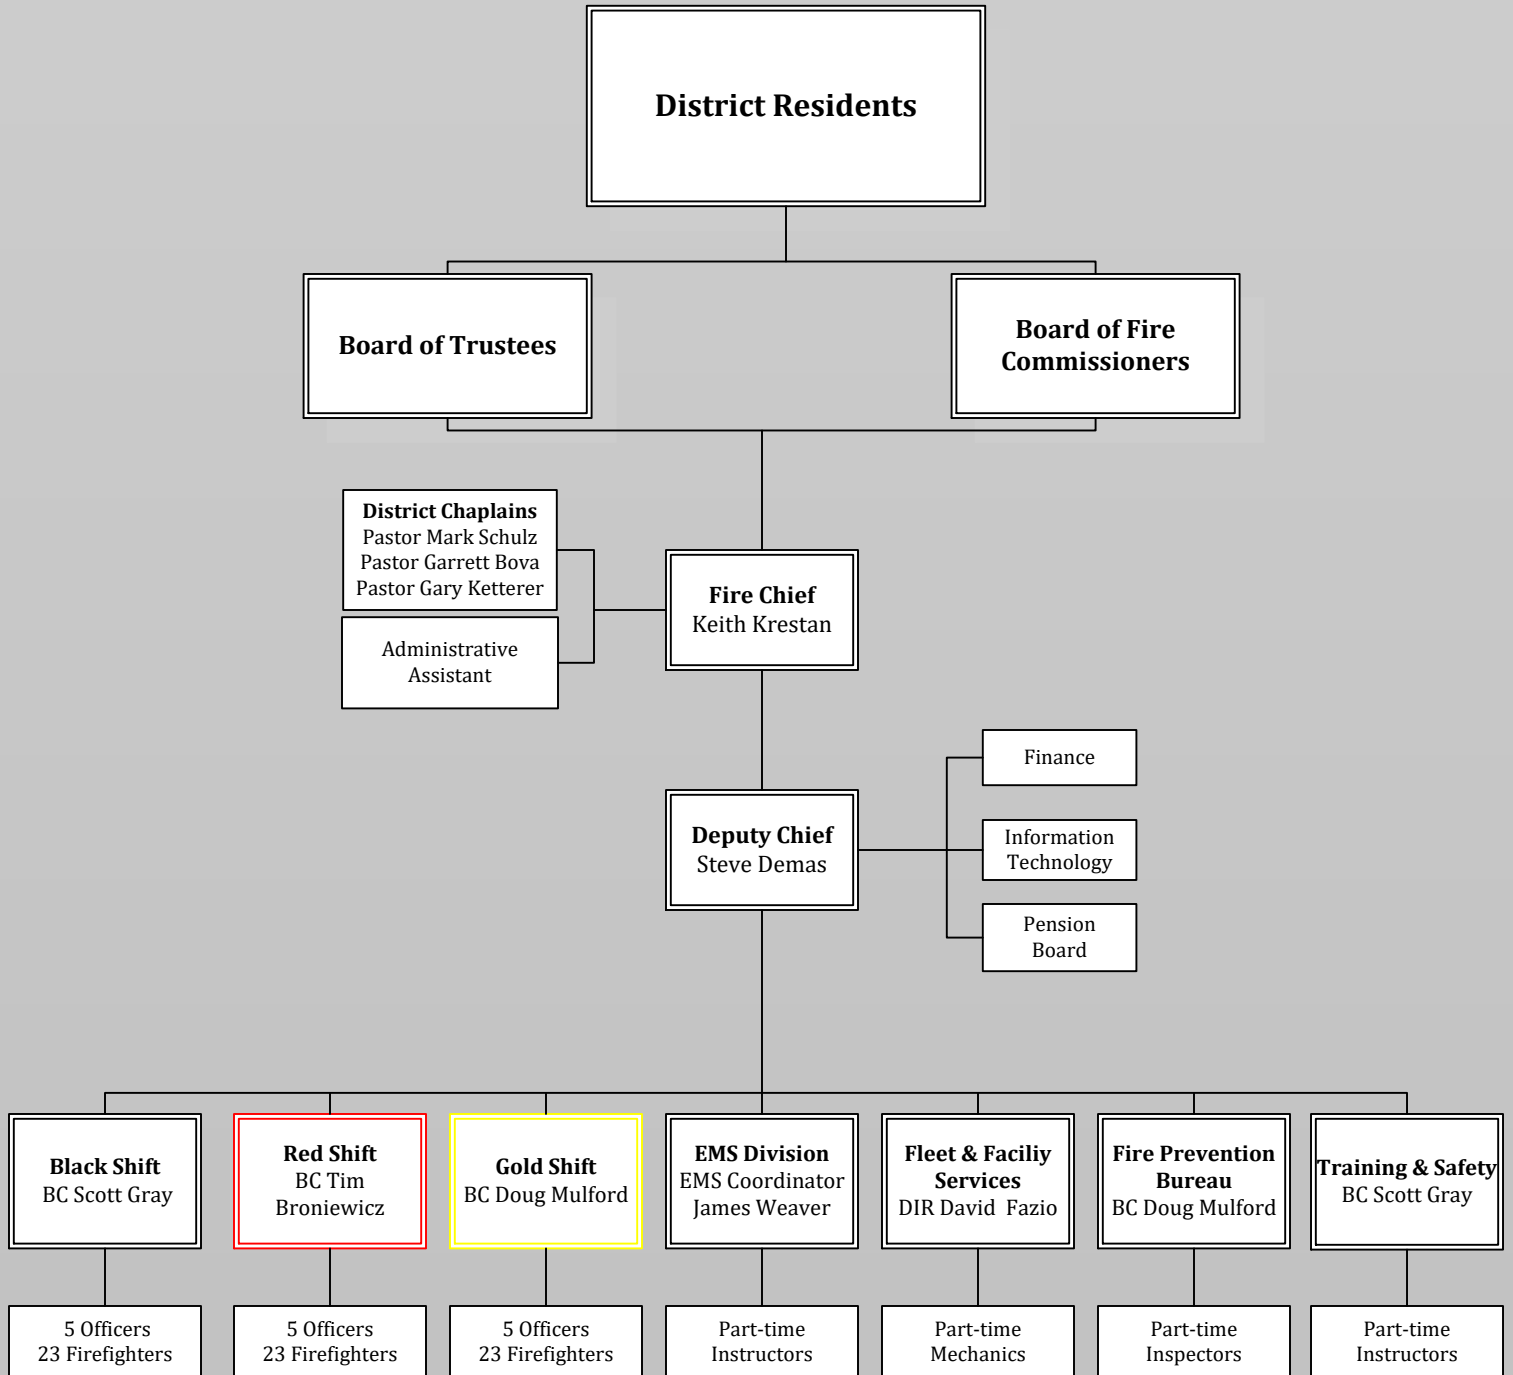 District Residents
Board of Trustees
Board of Fire
Commissioners
District Chaplains
Pastor Mark Schulz
Pastor Garrett Bova
Pastor Gary Ketterer
Administrative
Assistant
Fire Chief
Keith Krestan
Deputy Chief
Steve Demas
Finance
Information
Technology
Pension
Board
Black Shift
BC Scott Gray
Red Shift
BC Tim
Broniewicz
Gold Shift
BC Doug Mulford
EMS Division
EMS Coordinator
James Weaver
Fleet & Faciliy
Services
DIR David  Fazio
Fire Prevention
Bureau
BC Doug Mulford
Training & Safety
BC Scott Gray
5 Officers
23 Firefighters
5 Officers
23 Firefighters
5 Officers
23 Firefighters
Part-time
Instructors
Part-time
Mechanics
Part-time
Inspectors
Part-time
Instructors